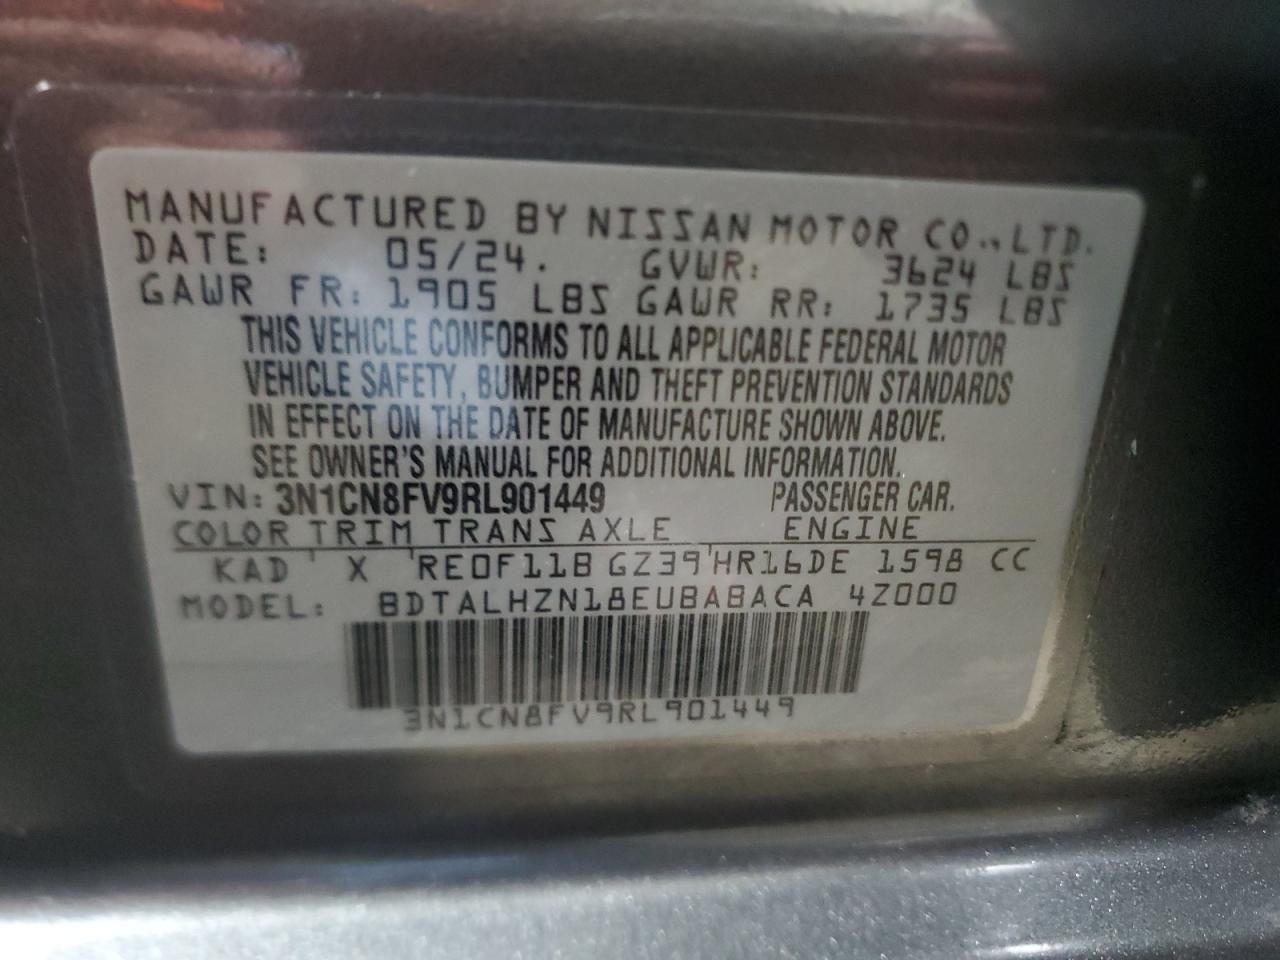 MANUFACTURED BY NISSAN MOTOR CO., LTD.
DATE: 05/24. GVWR: 3624 LBS
GAWR FR: 1905 LBS GAWR RR: 1735 LBS
THIS VEHICLE CONFORMS TO ALL APPLICABLE FEDERAL MOTOR
VEHICLE SAFETY, BUMPER AND THEFT PREVENTION STANDARDS
IN EFFECT ON THE DATE OF MANUFACTURE SHOWN ABOVE.
SEE OWNER'S MANUAL FOR ADDITIONAL INFORMATION.
VIN: 3N1CN8FV9RL901449 PASSENGER CAR.
COLOR TRIM TRANS AXLE ENGINE
KAD X RE0F11B GZ39 HR16DE 1598 CC
MODEL: BDTALHZN18EUBABACA 4Z000
3N1CN8FV9RL901449